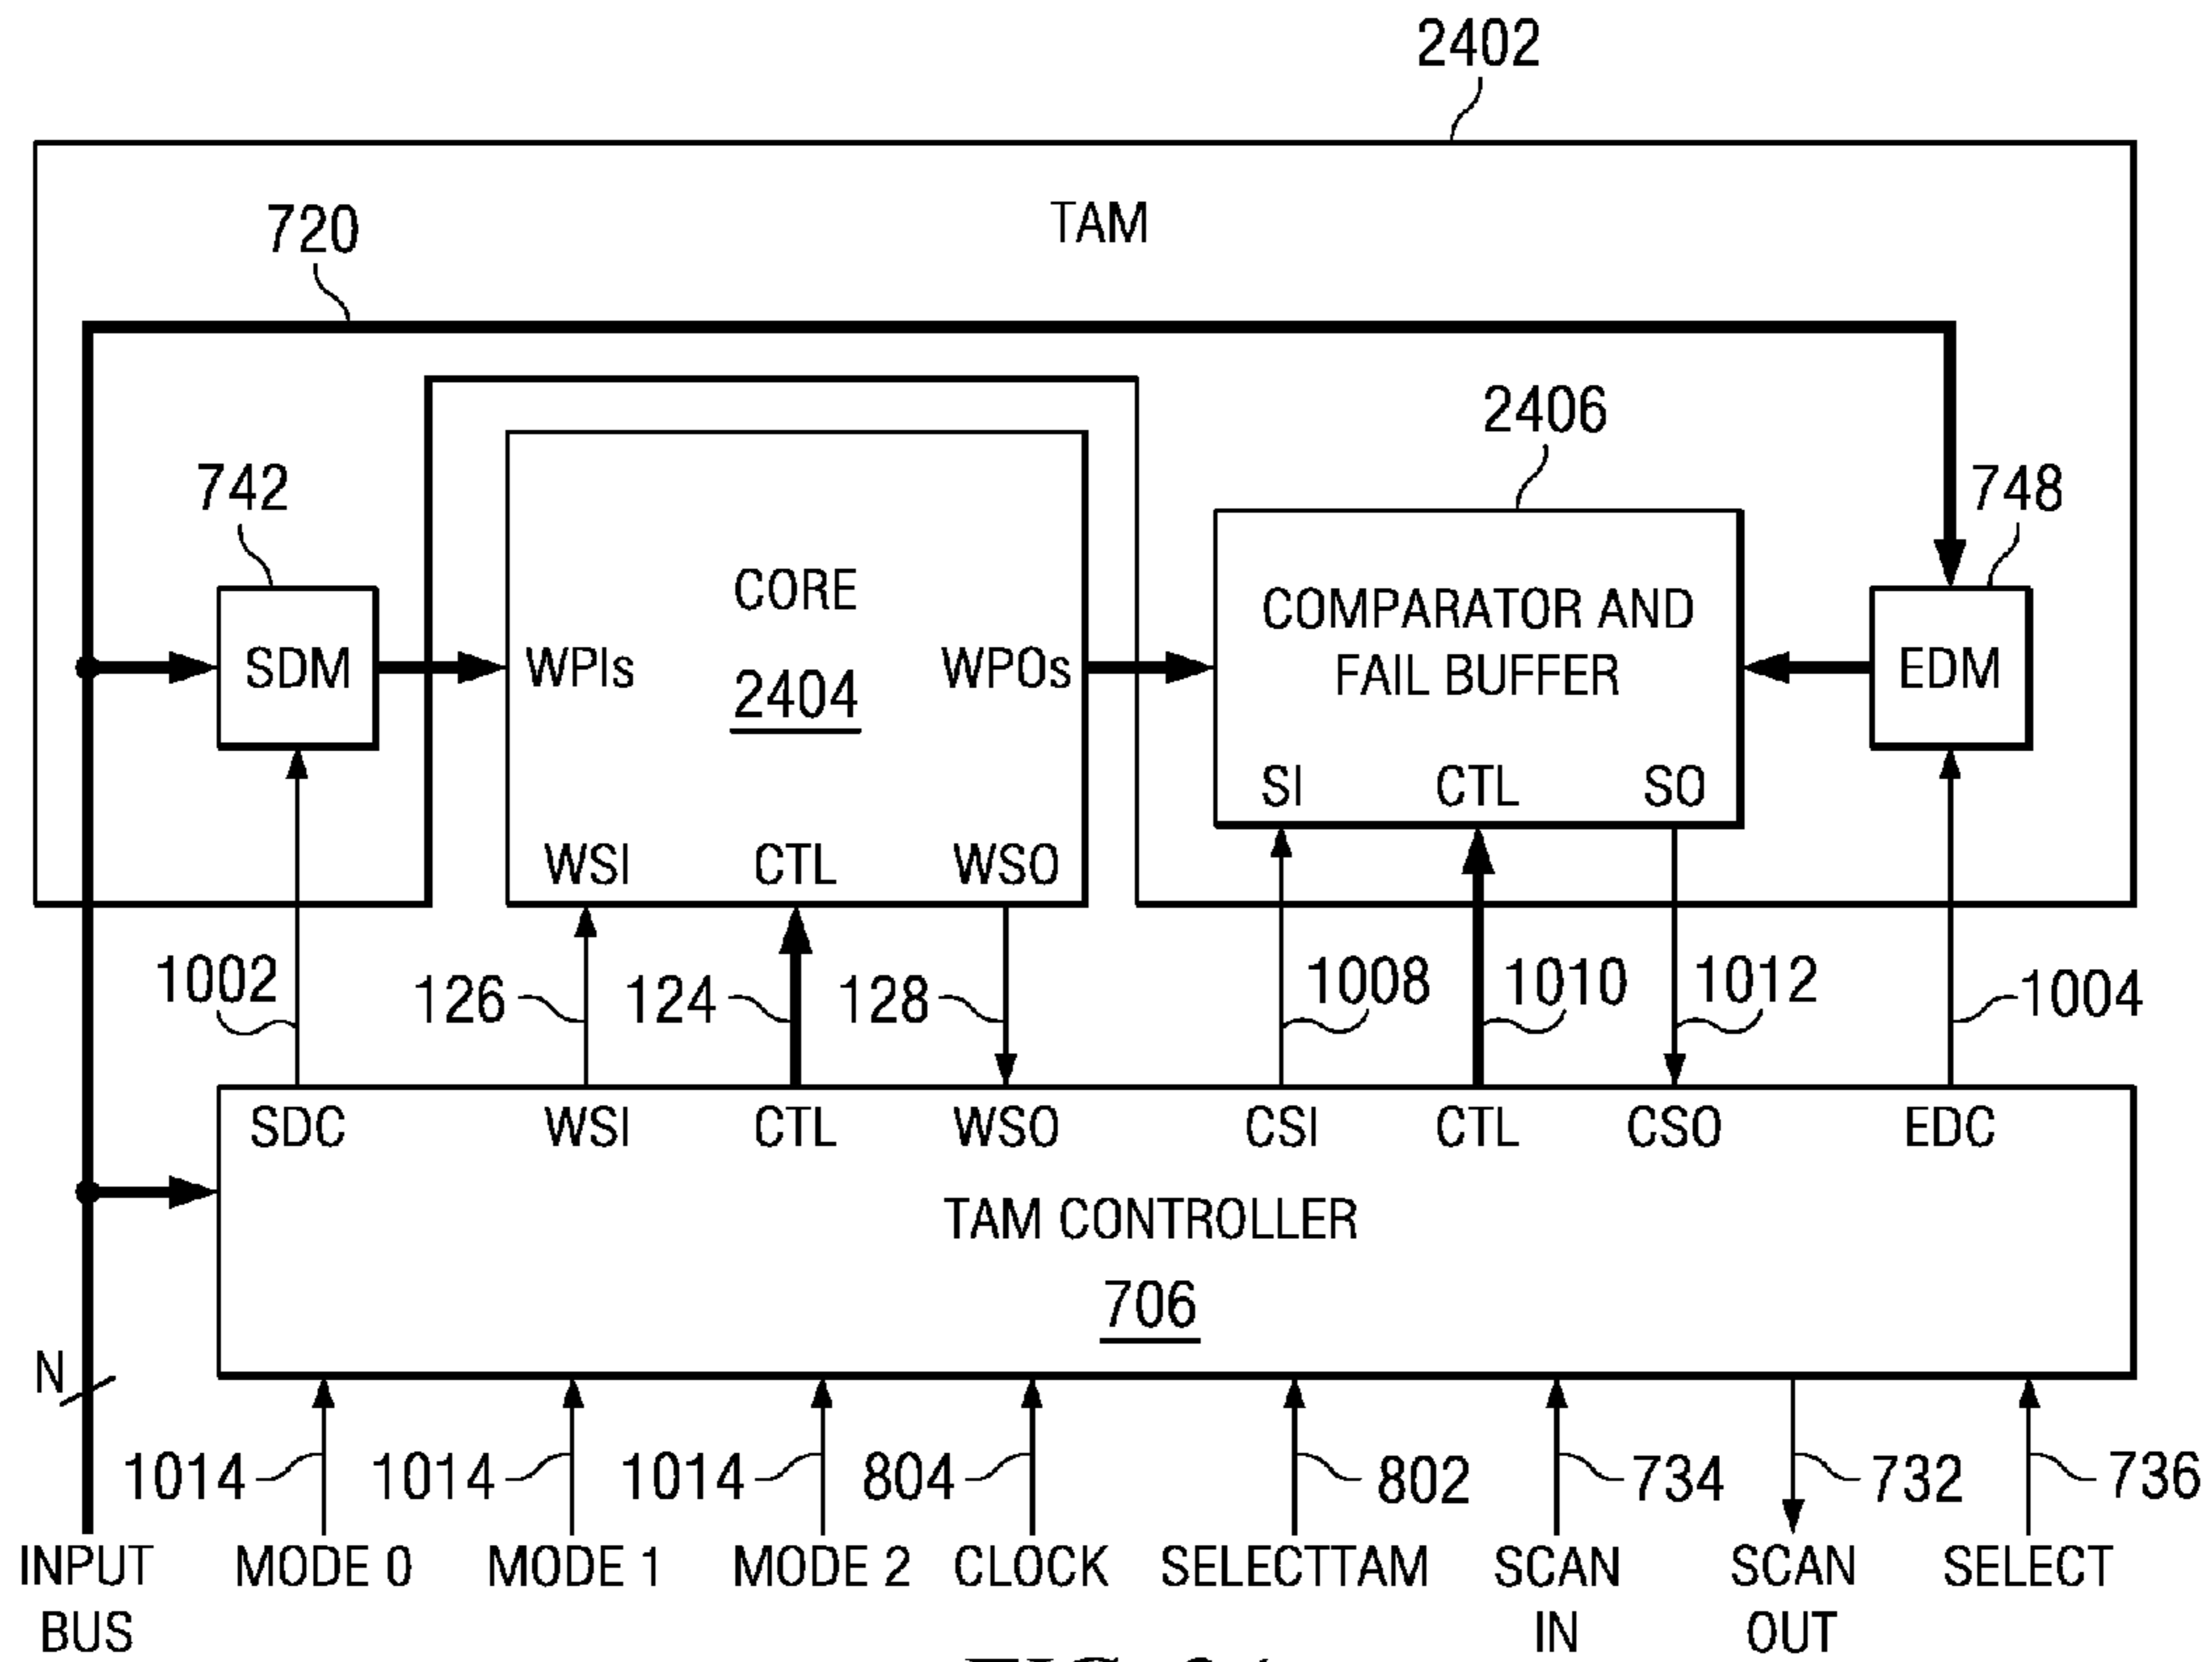 2402
TAM
720
2406
742
748
CORE
COMPARATOR AND
FAIL BUFFER
SDM
WPIs
WPOs
EDM
2404
SI
CTL
SO
WSI
CTL
WSO
1002
126
124
128
1008
1010
1012
1004
SDC
WSI
CTL
WSO
CSI
CTL
CSO
EDC
TAM CONTROLLER
706
N
1014
1014
1014
804
802
734
732
736
INPUT
BUS
MODE 0
MODE 1
MODE 2
CLOCK
SELECTTAM
SCAN
IN
SCAN
OUT
SELECT